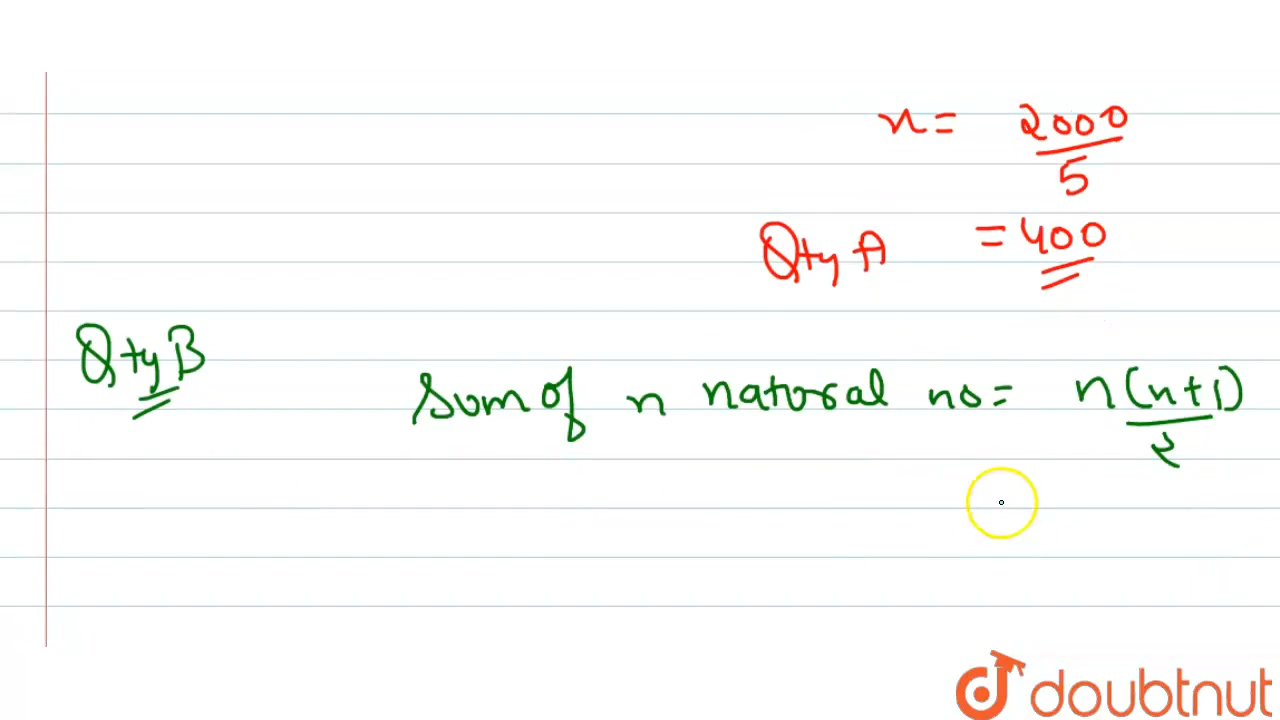 n = 2000/5
Qty A = 400
Qty B
Sum of n natural no = n(n+1)/2
doubtnut